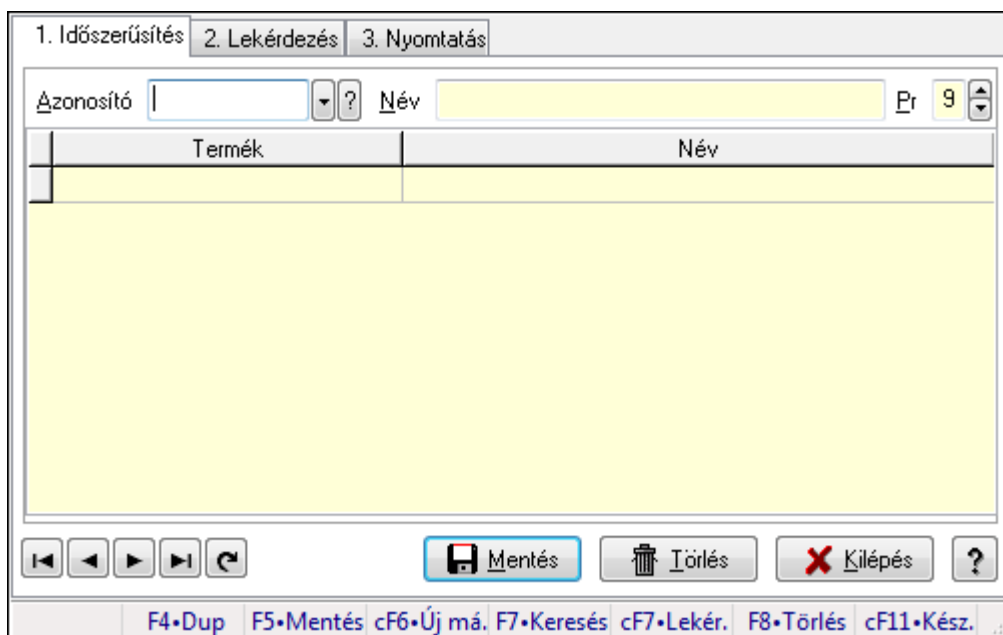 1. Időszerűsítés 2. Lekérdezés 3. Nyomtatás
Azonosító ? Név Pr 9
Termék Név
Mentés Törlés Kilépés ?
F4•Dup F5•Mentés cF6•Új má. F7•Keresés cF7•Lekér. F8•Törlés cF11•Kész.